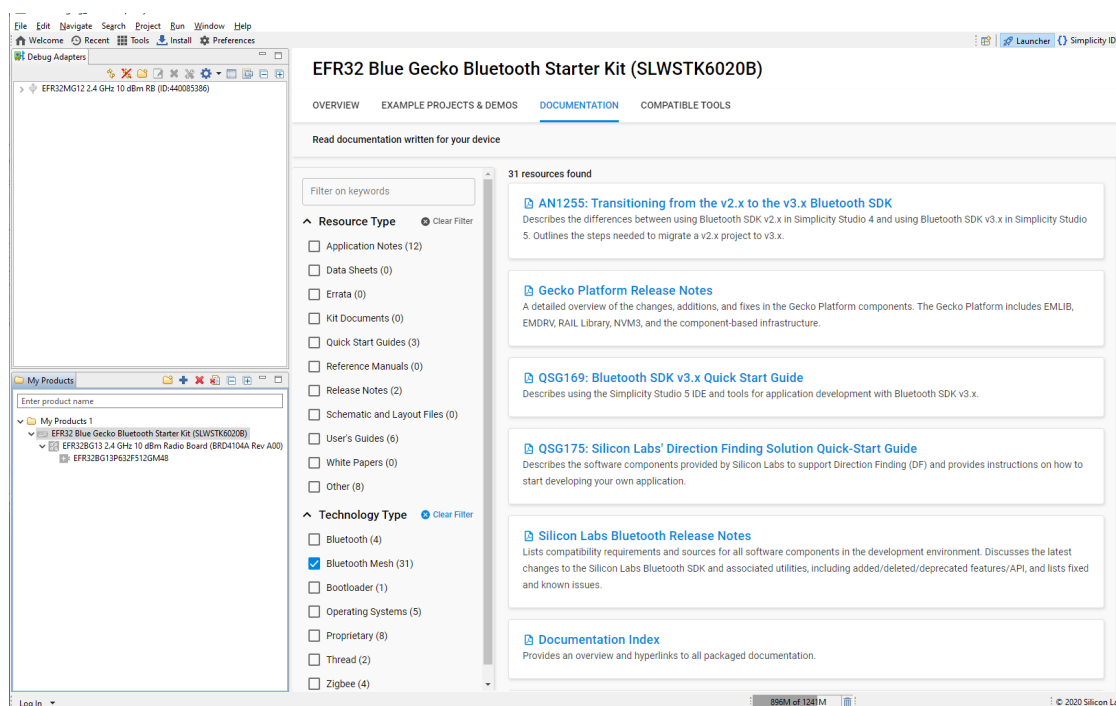 File Edit Navigate Search Project Run Window Help
Welcome Recent Tools Install Preferences
Launcher Simplicity ID
Debug Adapters
EFR32MG12 2.4 GHz 10 dBm RB (ID:440085386)
My Products
Enter product name
My Products 1
EFR32 Blue Gecko Bluetooth Starter Kit (SLWSTK6020B)
EFR32BG13 2.4 GHz 10 dBm Radio Board (BRD4104A Rev A00)
EFR32BG13P632F512GM48
EFR32 Blue Gecko Bluetooth Starter Kit (SLWSTK6020B)
OVERVIEW EXAMPLE PROJECTS & DEMOS DOCUMENTATION COMPATIBLE TOOLS
Read documentation written for your device
Filter on keywords
Resource Type Clear Filter
Application Notes (12)
Data Sheets (0)
Errata (0)
Kit Documents (0)
Quick Start Guides (3)
Reference Manuals (0)
Release Notes (2)
Schematic and Layout Files (0)
User's Guides (6)
White Papers (0)
Other (8)
Technology Type Clear Filter
Bluetooth (4)
Bluetooth Mesh (31)
Bootloader (1)
Operating Systems (5)
Proprietary (8)
Thread (2)
Zigbee (4)
31 resources found
AN1255: Transitioning from the v2.x to the v3.x Bluetooth SDK
Describes the differences between using Bluetooth SDK v2.x in Simplicity Studio 4 and using Bluetooth SDK v3.x in Simplicity Studio
5. Outlines the steps needed to migrate a v2.x project to v3.x.
Gecko Platform Release Notes
A detailed overview of the changes, additions, and fixes in the Gecko Platform components. The Gecko Platform includes EMLIB,
EMDRV, RAIL Library, NVM3, and the component-based infrastructure.
QSG169: Bluetooth SDK v3.x Quick Start Guide
Describes using the Simplicity Studio 5 IDE and tools for application development with Bluetooth SDK v3.x.
QSG175: Silicon Labs' Direction Finding Solution Quick-Start Guide
Describes the software components provided by Silicon Labs to support Direction Finding (DF) and provides instructions on how to
start developing your own application.
Silicon Labs Bluetooth Release Notes
Lists compatibility requirements and sources for all software components in the development environment. Discusses the latest
changes to the Silicon Labs Bluetooth SDK and associated utilities, including added/deleted/deprecated features/API, and lists fixed
and known issues.
Documentation Index
Provides an overview and hyperlinks to all packaged documentation.
Log In
896M of 1241M
© 2020 Silicon La